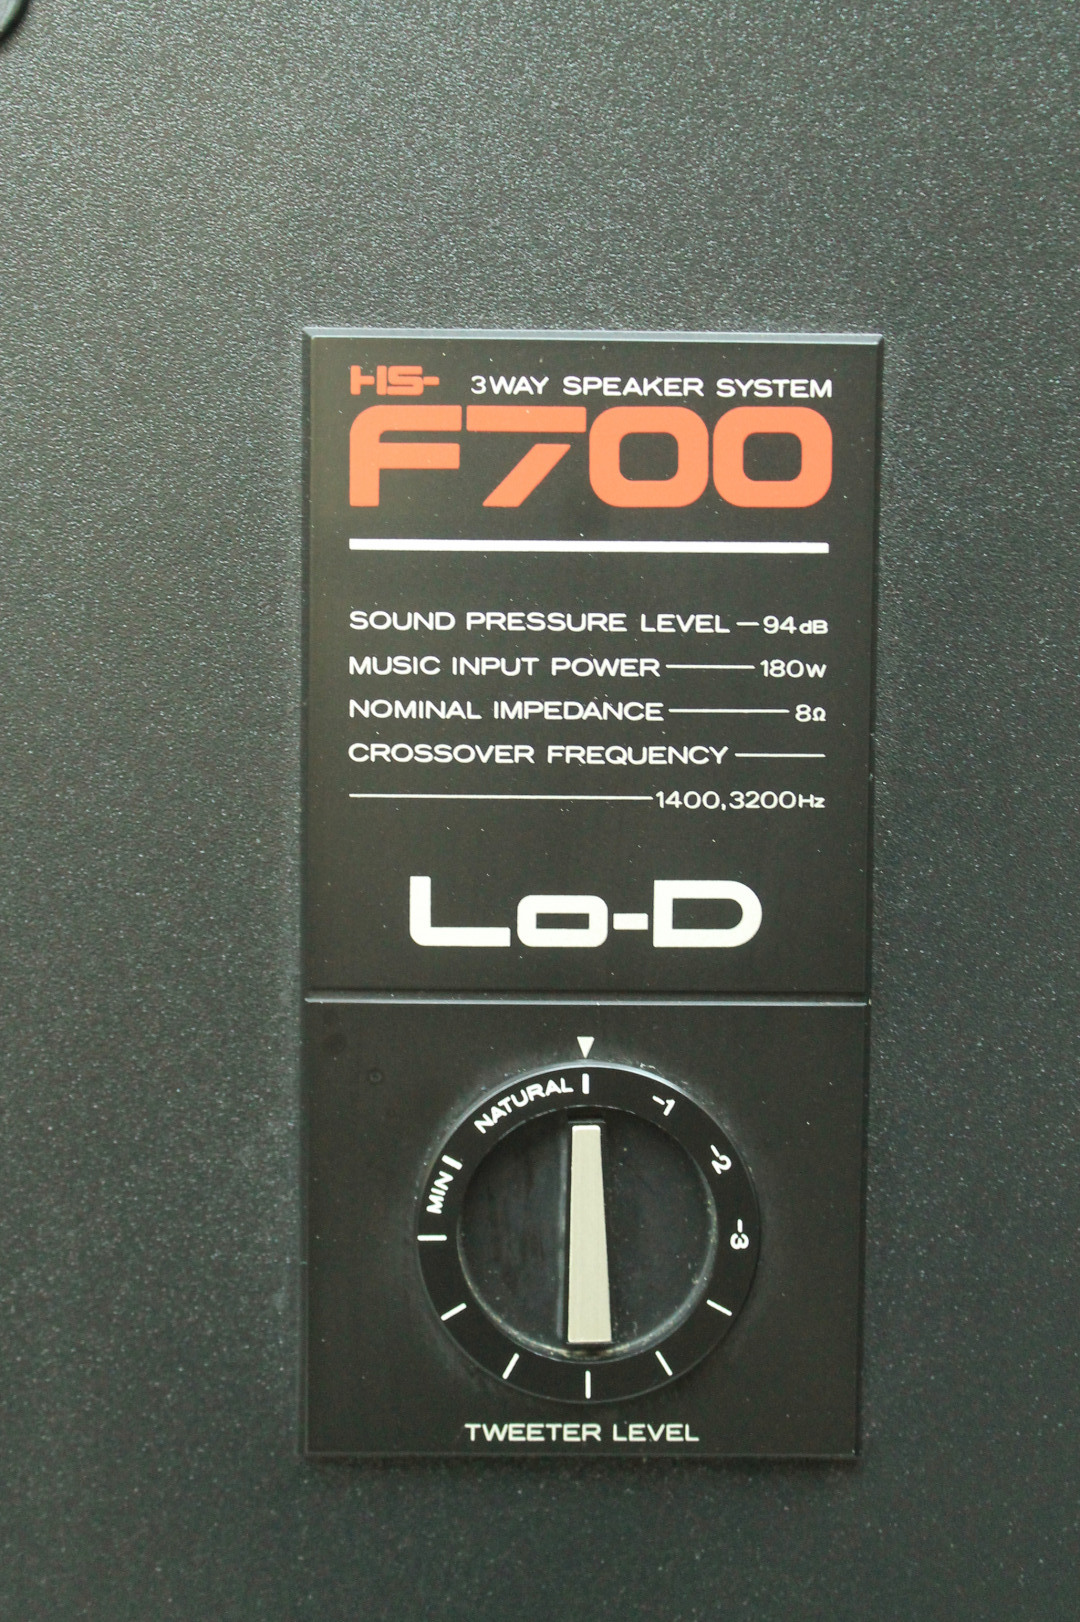 HS- 3WAY SPEAKER SYSTEM
F700
SOUND PRESSURE LEVEL — 94dB
MUSIC INPUT POWER — 180W
NOMINAL IMPEDANCE — 8Ω
CROSSOVER FREQUENCY —
— 1400,3200Hz
Lo-D
NATURAL
-1
-2
-3
MIN
TWEETER LEVEL